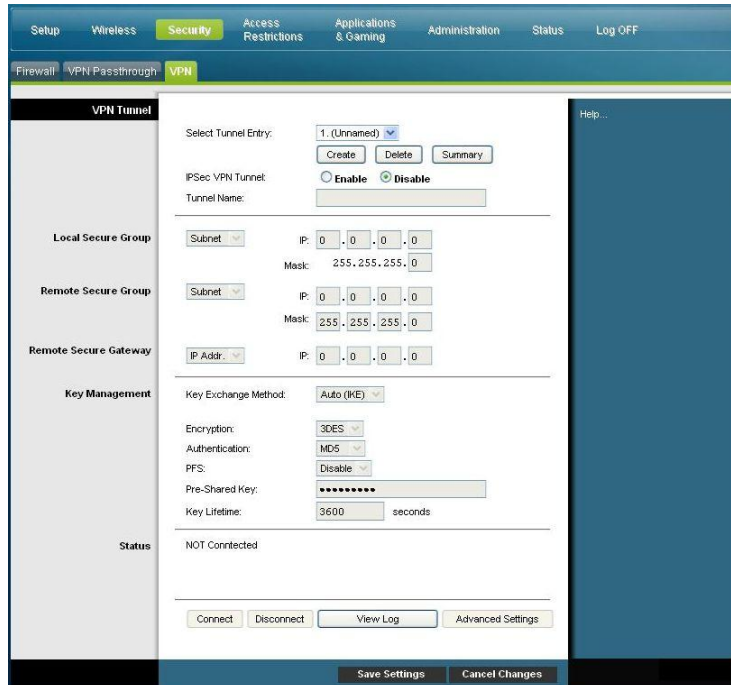 Setup Wireless Security Access Restrictions Applications & Gaming Administration Status Log OFF
Firewall VPN Passthrough VPN
VPN Tunnel
Help...
Select Tunnel Entry: 1. (Unnamed)
Create Delete Summary
IPSec VPN Tunnel: Enable Disable
Tunnel Name:
Local Secure Group Subnet IP: 0 . 0 . 0 . 0
Mask: 255.255.255. 0
Remote Secure Group Subnet IP: 0 . 0 . 0 . 0
Mask: 255 . 255 . 255 . 0
Remote Secure Gateway IP Addr. IP: 0 . 0 . 0 . 0
Key Management Key Exchange Method: Auto (IKE)
Encryption: 3DES
Authentication: MD5
PFS: Disable
Pre-Shared Key: •••••••••
Key Lifetime: 3600 seconds
Status NOT Conntected
Connect Disconnect View Log Advanced Settings
Save Settings Cancel Changes